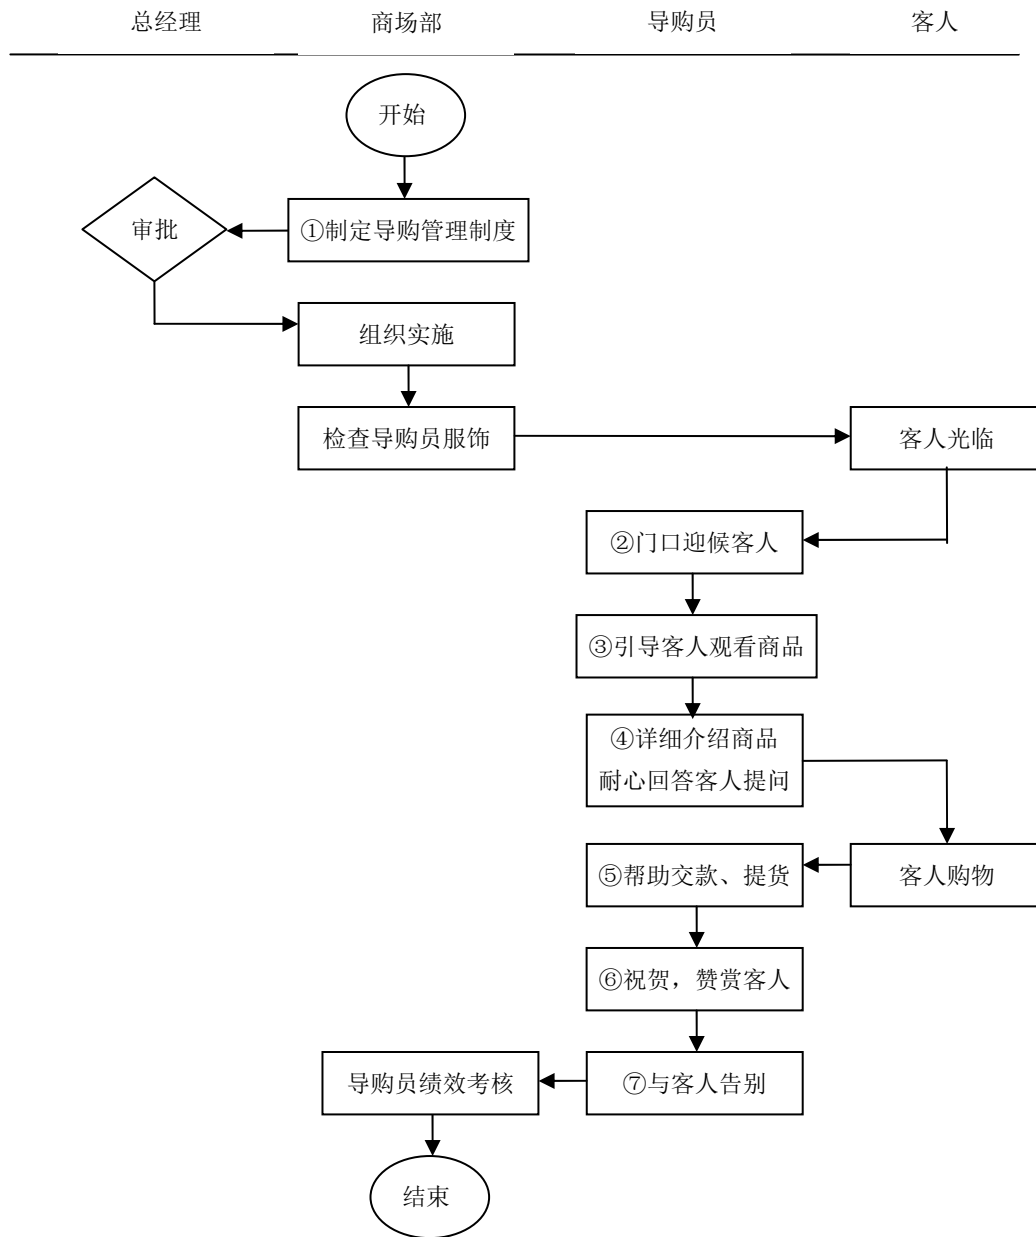 总经理 商场部 导购员 客人
开始
审批
①制定导购管理制度
组织实施
检查导购员服饰
客人光临
②门口迎候客人
③引导客人观看商品
④详细介绍商品
耐心回答客人提问
⑤帮助交款、提货
客人购物
⑥祝贺，赞赏客人
导购员绩效考核
⑦与客人告别
结束